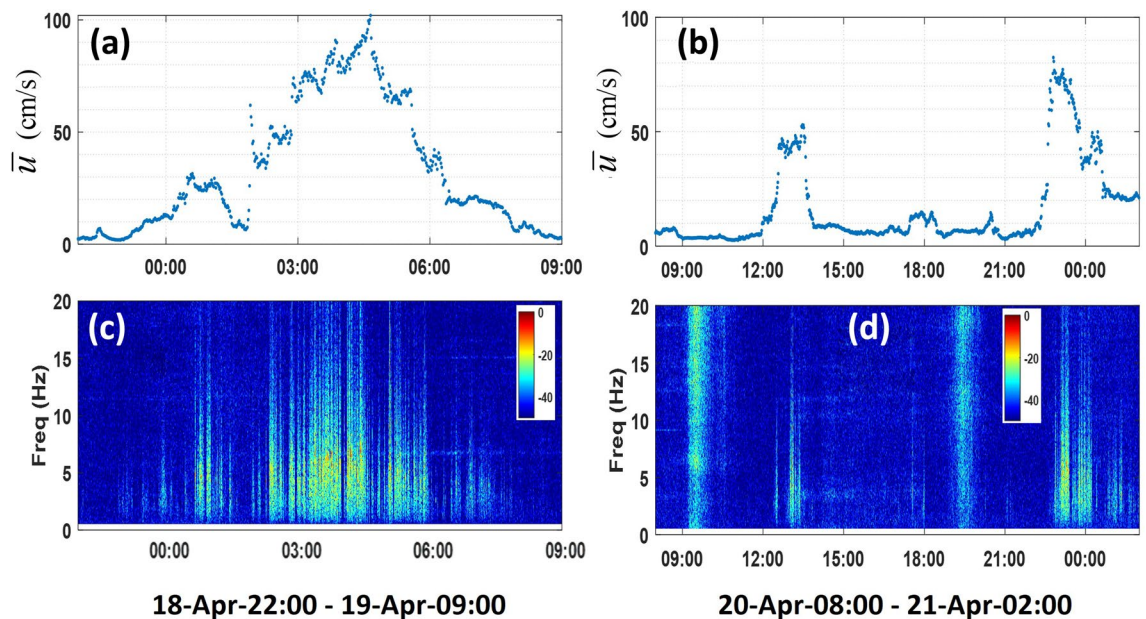 (a)
u̅ (cm/s)
100
50
0
00:00 03:00 06:00 09:00
(b)
u̅ (cm/s)
100
50
0
09:00 12:00 15:00 18:00 21:00 00:00
(c)
Freq (Hz)
20
15
10
5
0
0
-20
-40
00:00 03:00 06:00 09:00
(d)
Freq (Hz)
20
15
10
5
0
0
-20
-40
09:00 12:00 15:00 18:00 21:00 00:00
18-Apr-22:00 - 19-Apr-09:00
20-Apr-08:00 - 21-Apr-02:00